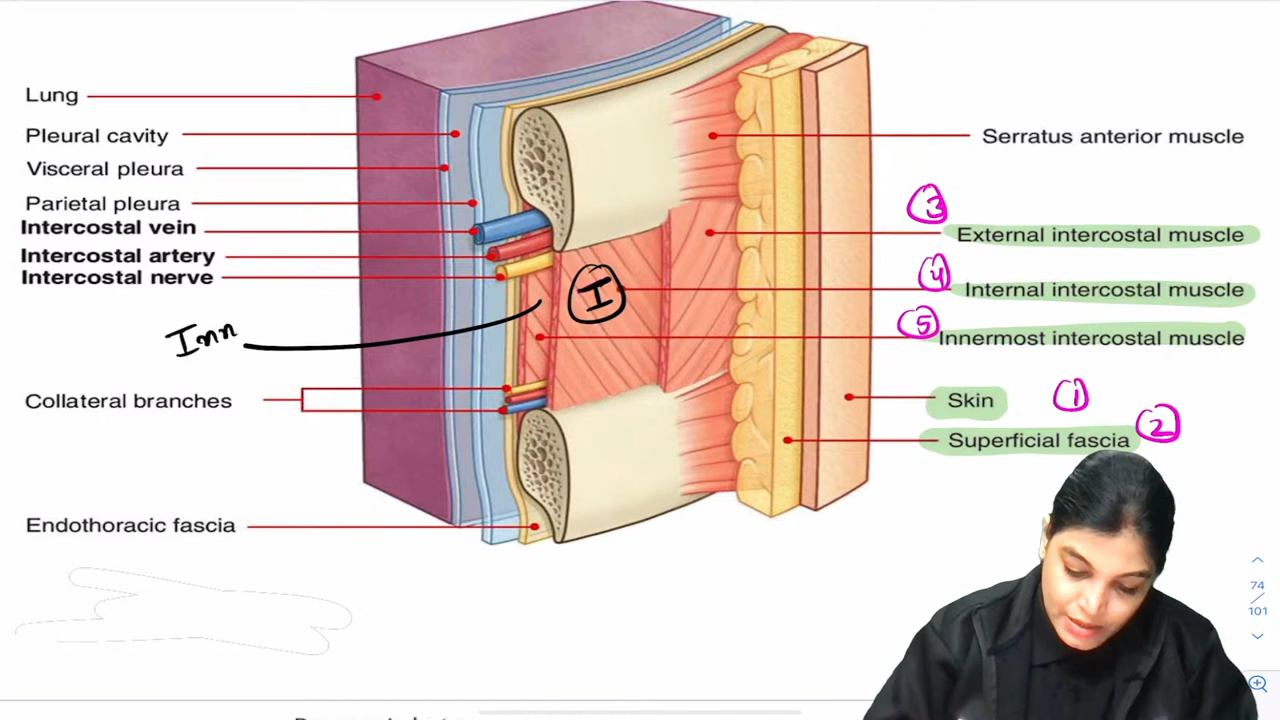 Lung
Pleural cavity
Visceral pleura
Parietal pleura
Intercostal vein
Intercostal artery
Intercostal nerve
Inn
Collateral branches
Endothoracic fascia
I
Serratus anterior muscle
3
External intercostal muscle
4
Internal intercostal muscle
5
Innermost intercostal muscle
Skin 1
Superficial fascia 2
74
/
101